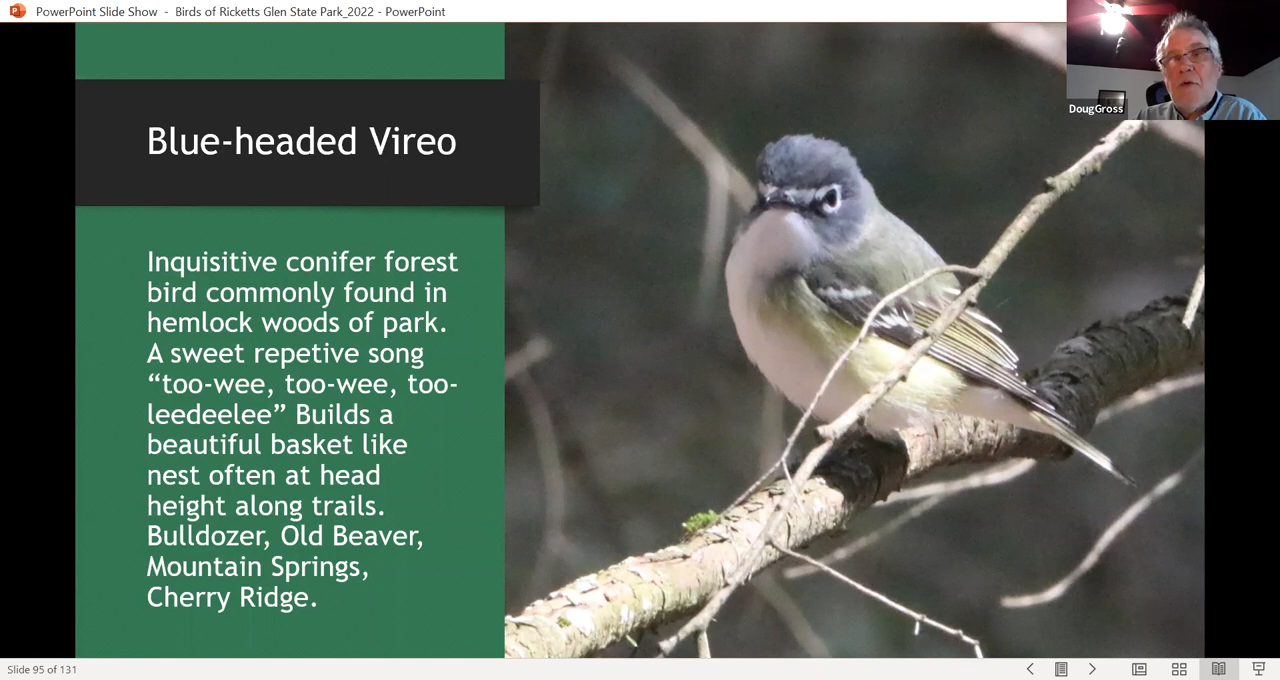 PowerPoint Slide Show - Birds of Ricketts Glen State Park_2022 - PowerPoint
DougGross
Blue-headed Vireo
Inquisitive conifer forest
bird commonly found in
hemlock woods of park.
A sweet repetive song
“too-wee, too-wee, too-
leedeelee” Builds a
beautiful basket like
nest often at head
height along trails.
Bulldozer, Old Beaver,
Mountain Springs,
Cherry Ridge.
Slide 95 of 131